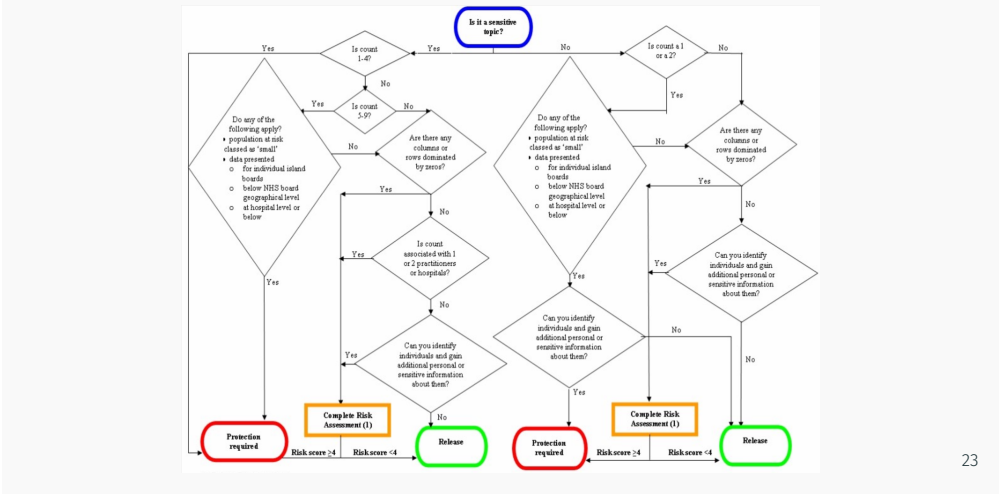 Is it a sensitive
topic?
Yes
Is count
1-4?
Yes
No
Is count a 1
or a 2?
No
No
Yes
Yes
Is count
5-9?
No
Do any of the
following apply?
▸ population at risk
classed as 'small'
▸ data presented
o for individual island
boards
o below NHS board
geographical level
o at hospital level or
below
No
Are there any
columns or
rows dominated
by zeros?
Do any of the
following apply?
▸ population at risk
classed as 'small'
▸ data presented
o for individual island
boards
o below NHS board
geographical level
o at hospital level or
below
No
Are there any
columns or
rows dominated
by zeros?
Yes
No
Yes
No
Is count
associated with 1
or 2 practitioners
or hospitals?
Yes
No
Can you identify
individuals and gain
additional personal or
sensitive information
about them?
Yes
Yes
Yes
Can you identify
individuals and gain
additional personal or
sensitive information
about them?
Yes
No
Can you identify
individuals and gain
additional personal or
sensitive information
about them?
No
No
Yes
Complete Risk
Assessment (1)
Complete Risk
Assessment (1)
Protection
required
Risk score ≥4
Risk score <4
Release
Protection
required
Risk score ≥4
Risk score <4
Release
23